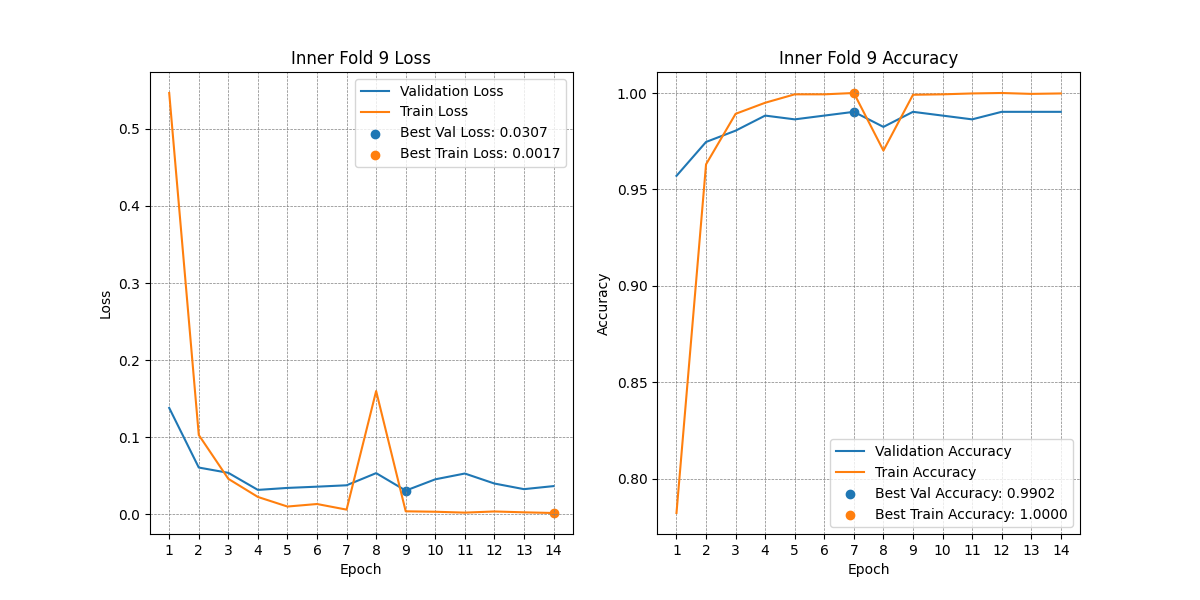 Inner Fold 9 Loss
Validation Loss
Train Loss
Best Val Loss: 0.0307
Best Train Loss: 0.0017
0.5
0.4
0.3
0.2
0.1
0.0
Loss
1 2 3 4 5 6 7 8 9 10 11 12 13 14
Epoch
Inner Fold 9 Accuracy
1.00
0.95
0.90
0.85
0.80
Accuracy
Validation Accuracy
Train Accuracy
Best Val Accuracy: 0.9902
Best Train Accuracy: 1.0000
1 2 3 4 5 6 7 8 9 10 11 12 13 14
Epoch